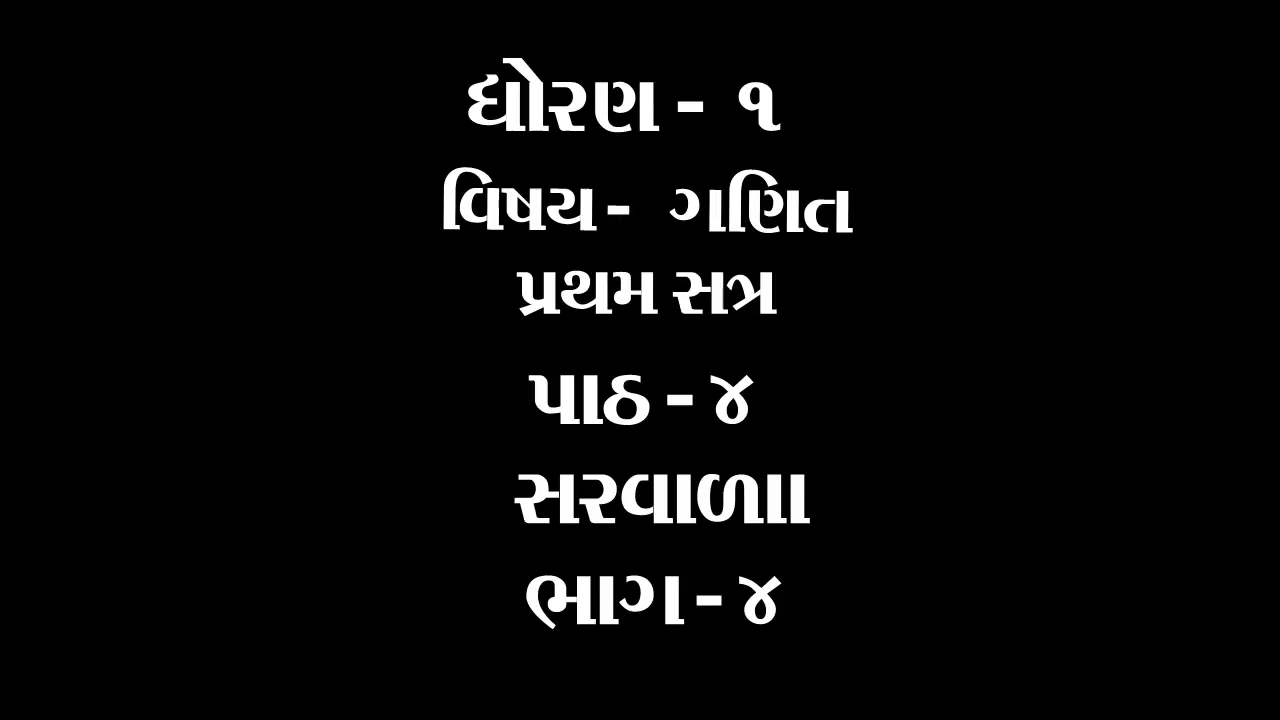 ધોરણ - ૧
વિષય - ગણિત
પ્રથમ સત્ર
પાઠ - ૪
સરવાળાા
ભાગ - ૪